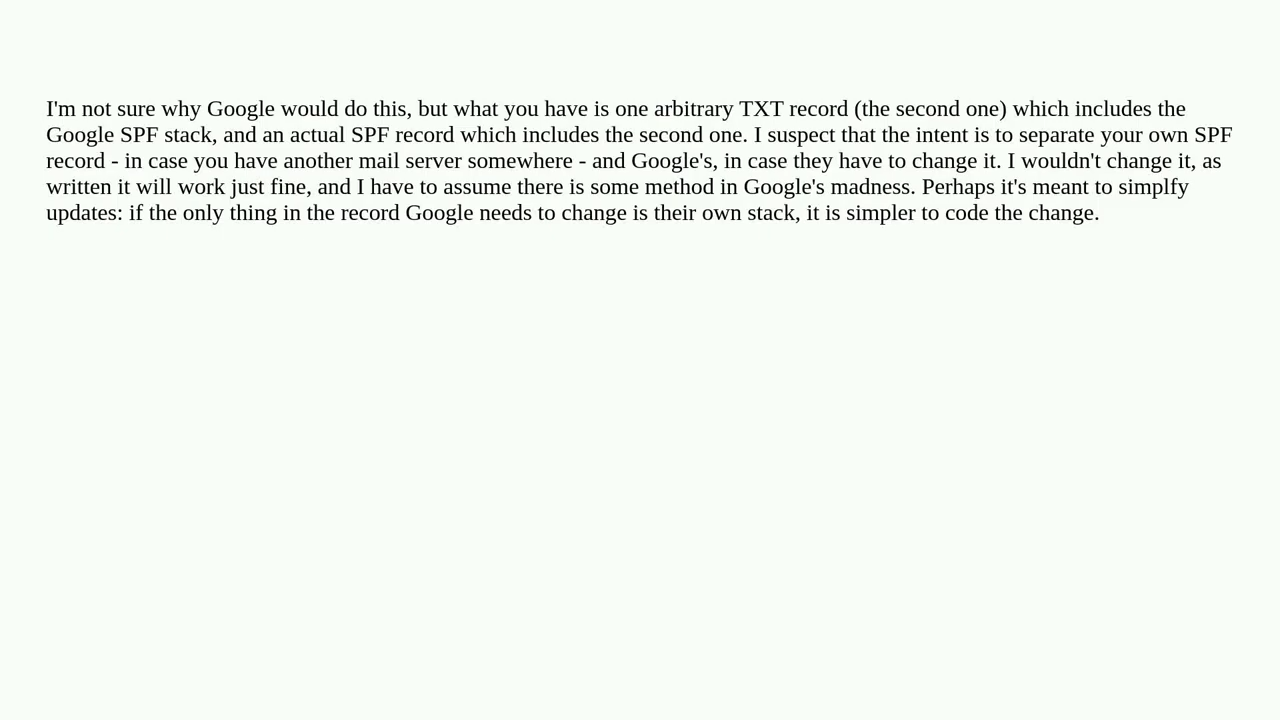 I'm not sure why Google would do this, but what you have is one arbitrary TXT record (the second one) which includes the
Google SPF stack, and an actual SPF record which includes the second one. I suspect that the intent is to separate your own SPF
record - in case you have another mail server somewhere - and Google's, in case they have to change it. I wouldn't change it, as
written it will work just fine, and I have to assume there is some method in Google's madness. Perhaps it's meant to simplfy
updates: if the only thing in the record Google needs to change is their own stack, it is simpler to code the change.